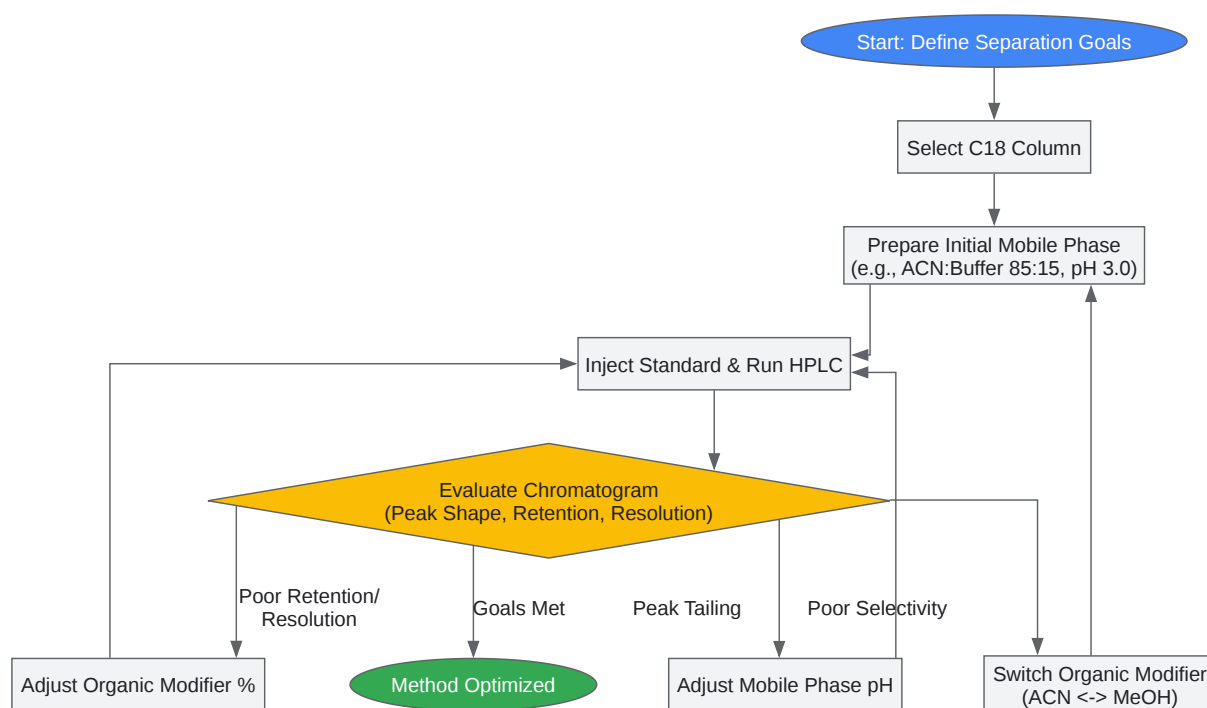 Start: Define Separation Goals
Select C18 Column
Prepare Initial Mobile Phase
(e.g., ACN:Buffer 85:15, pH 3.0)
Inject Standard & Run HPLC
Evaluate Chromatogram
(Peak Shape, Retention, Resolution)
Poor Retention/
Resolution
Goals Met
Peak Tailing
Poor Selectivity
Adjust Organic Modifier %
Method Optimized
Adjust Mobile Phase pH
Switch Organic Modifier
(ACN <-> MeOH)